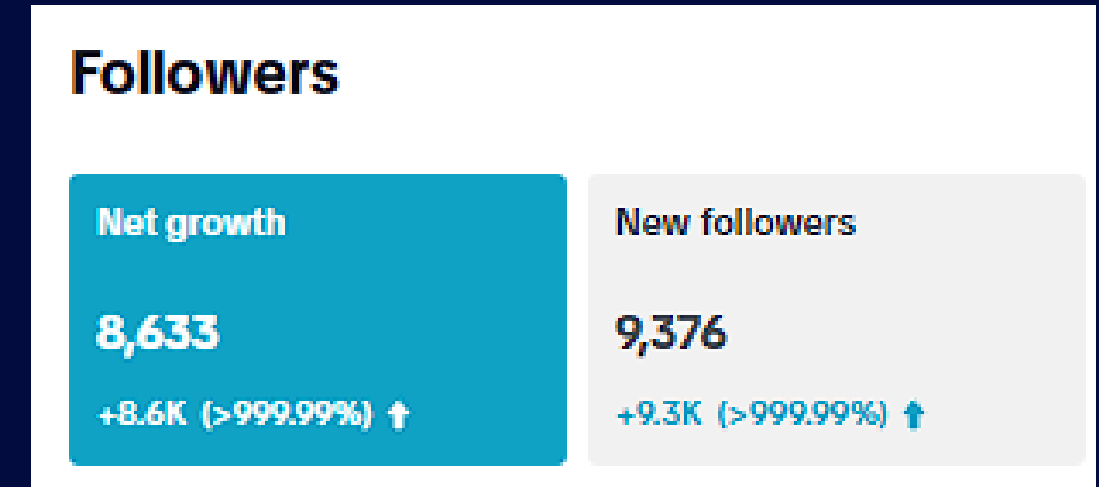 Followers
Net growth
8,633
+8.6K (>999.99%) ⬆
New followers
9,376
+9.3K (>999.99%) ⬆